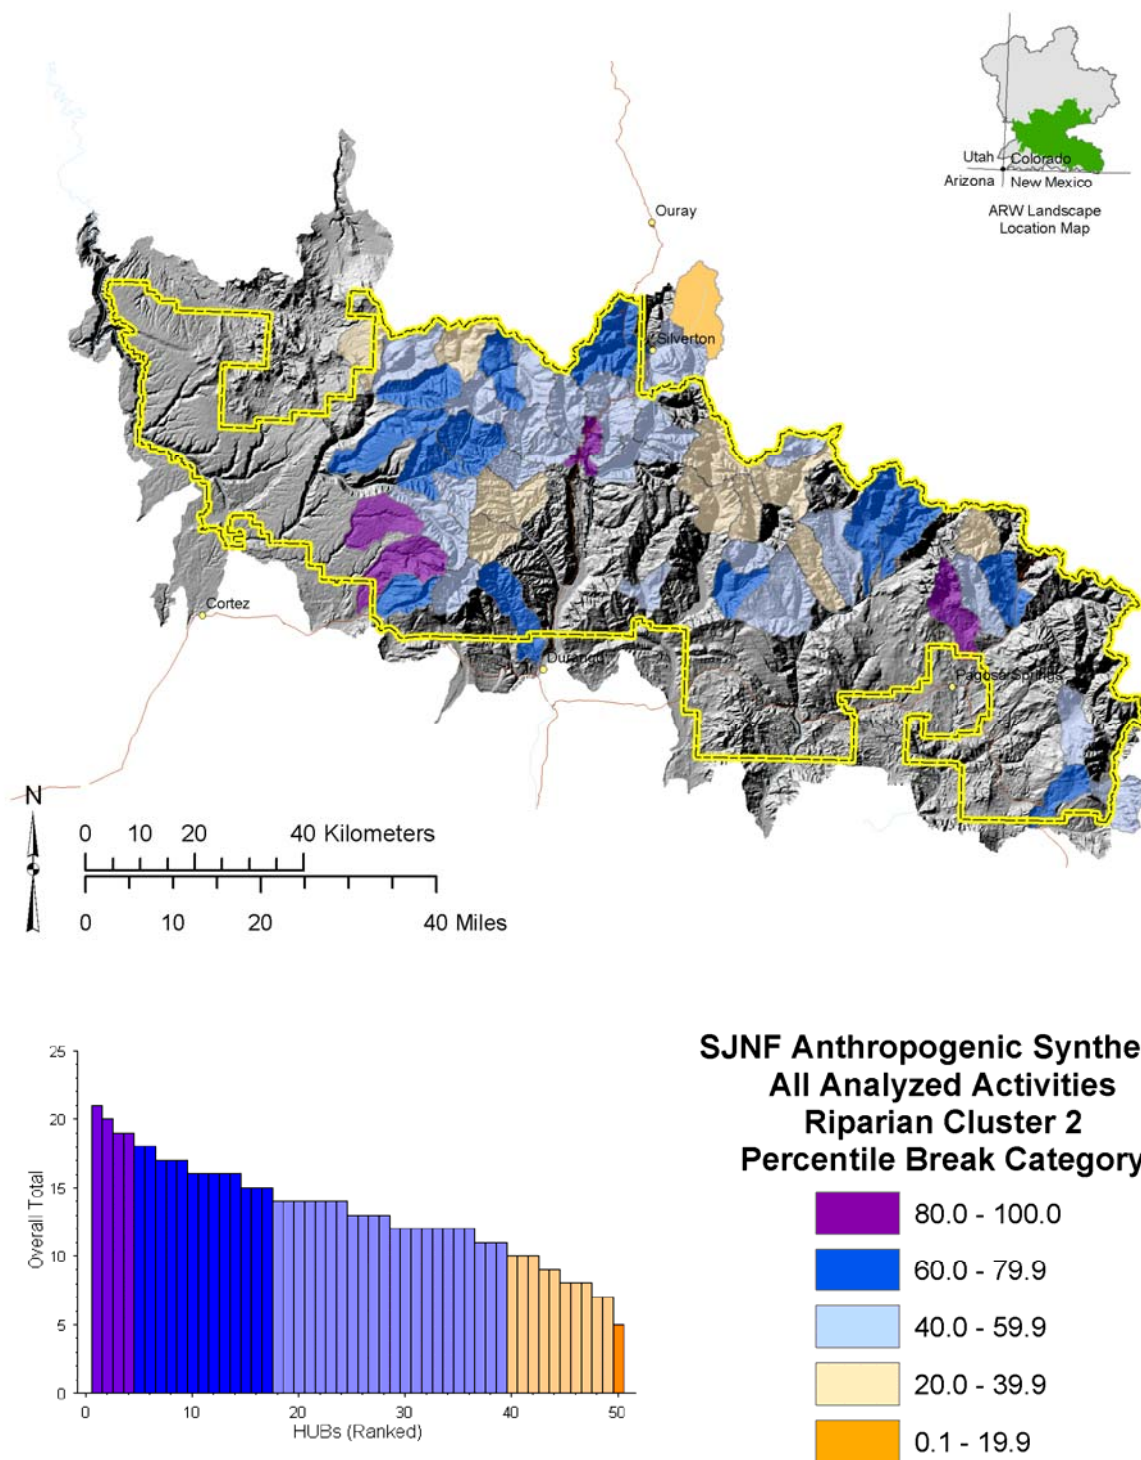 Utah Colorado
Arizona New Mexico
ARW Landscape
Location Map
Ouray
Silverton
Cortez
Durango
Pagosa Springs
N
0 10 20 40 Kilometers
0 10 20 40 Miles
SJNF Anthropogenic Synthe
All Analyzed Activities
Riparian Cluster 2
Percentile Break Category
80.0 - 100.0
60.0 - 79.9
40.0 - 59.9
20.0 - 39.9
0.1 - 19.9
25
20
15
10
5
0
Overall Total
0 10 20 30 40 50
HUBs (Ranked)